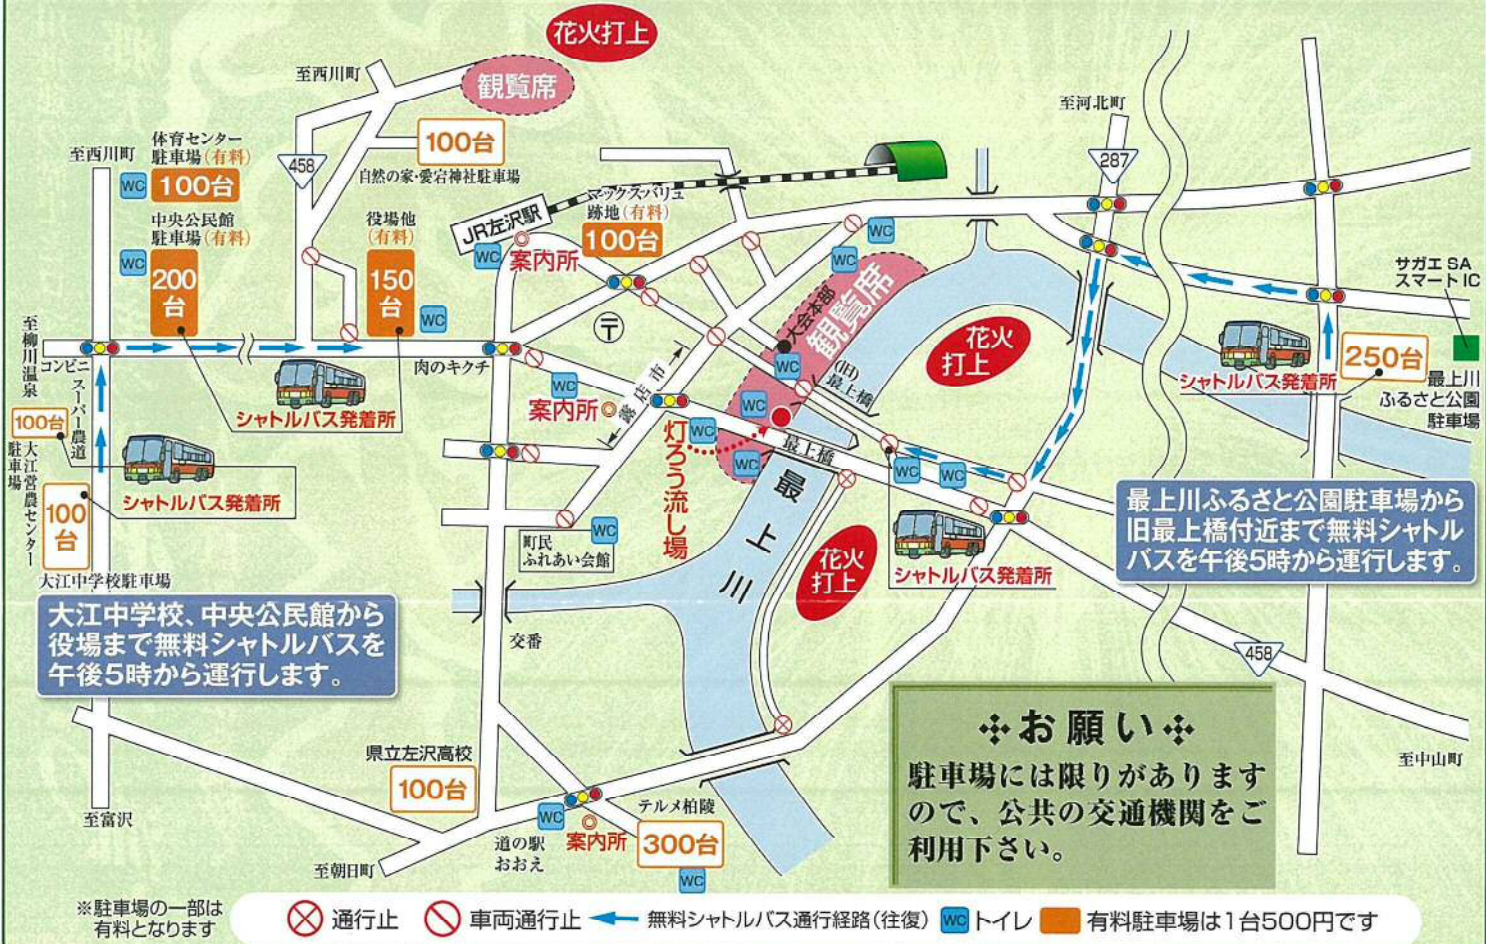 花火打上
観覧席
至西川町
100台
自然の家・愛宕神社駐車場
458
至西川町
体育センター
駐車場(有料)
WC
100台
中央公民館
駐車場(有料)
WC
200
台
役場他
(有料)
150
台
WC
JR左沢駅
WC
案内所
マックスバリュ
跡地(有料)
100台
WC
WC
大会本部
観覧席
WC
(旧)
最上橋
花火
打上
至河北町
287
サガエ SA
スマート IC
シャトルバス発着所
250台
最上川
ふるさと公園
駐車場
至柳川温泉
コンビニ
スーパー農道
シャトルバス発着所
肉のキクチ
〒
露店市
WC
案内所
100台
大江営農センター
駐車場
シャトルバス発着所
100
台
大江中学校駐車場
WC
WC
灯ろう流し場
WC
最上橋
最上川
WC
WC
花火
打上
シャトルバス発着所
WC
町民
ふれあい会館
最上川ふるさと公園駐車場から
旧最上橋付近まで無料シャトル
バスを午後5時から運行します。
大江中学校、中央公民館から
役場まで無料シャトルバスを
午後5時から運行します。
交番
458
至中山町
県立左沢高校
100台
至富沢
至朝日町
WC
道の駅
おおえ
案内所
テルメ柏陵
300台
WC
お願い
駐車場には限りがあります
ので、公共の交通機関をご
利用下さい。
※駐車場の一部は
有料となります
通行止
車両通行止
無料シャトルバス通行経路(往復)
WC
トイレ
有料駐車場は1台500円です